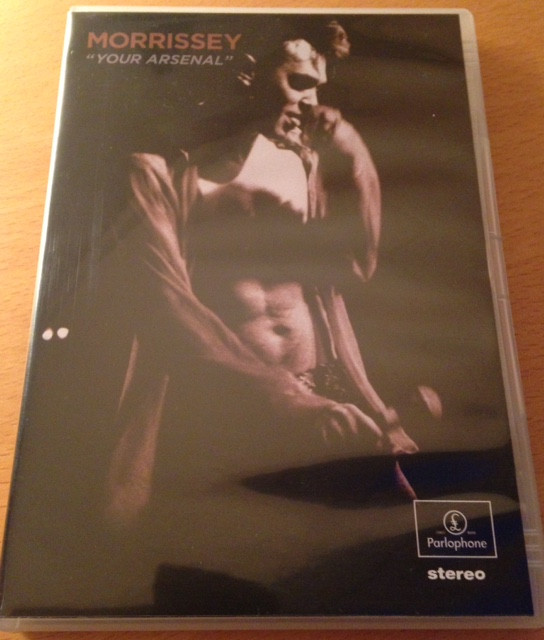 MORRISSEY
"YOUR ARSENAL"
£
Parlophone
stereo